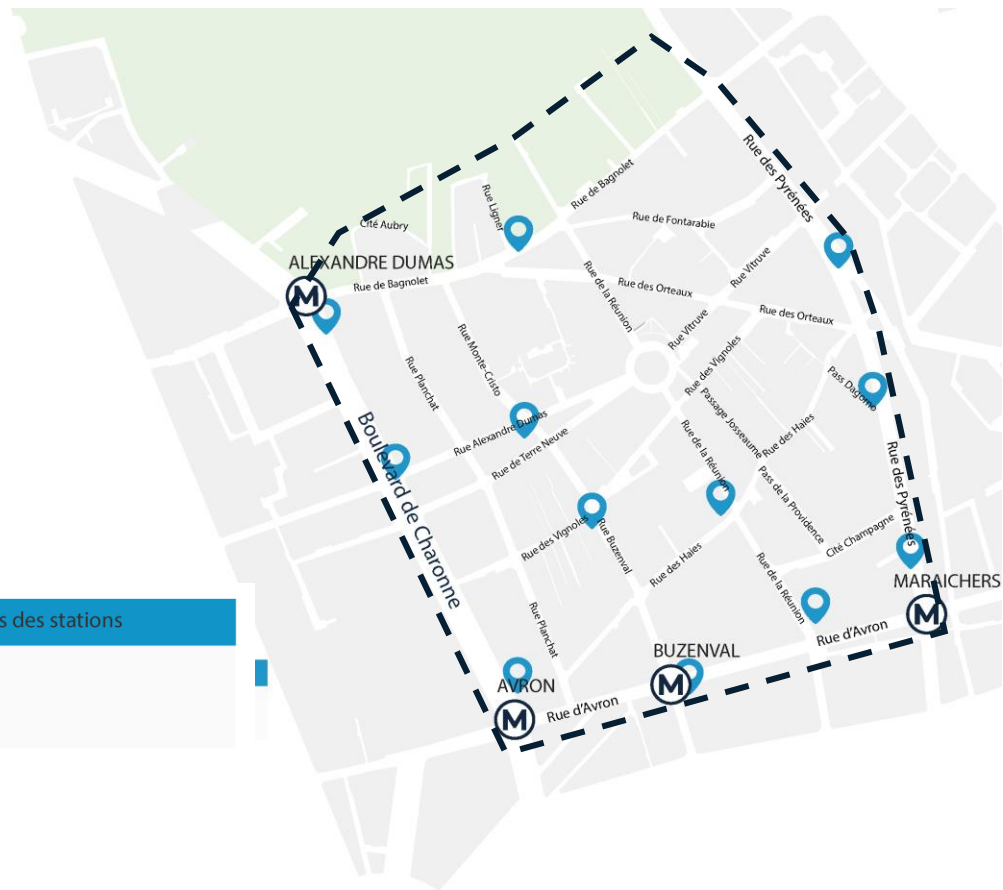 Rue des Pyrénées
Rue de Bagnolet
Rue Ligner
Rue de Fontarabie
Cité Aubry
ALEXANDRE DUMAS
M
Rue de Bagnolet
Rue de la Réunion
Rue Vitruve
Rue des Orteaux
Rue des Orteaux
Rue Vitruve
Rue Monte-Cristo
Rue Planchat
Rue des Vignoles
Pass Dagorno
Passage Josseaume
Boulevard de Charonne
Rue Alexandre Dumas
Rue de Terre Neuve
Rue de la Réunion
Rue des Haies
Rue des Pyrénées
Pass de la Providence
Rue des Vignoles
Rue Buzenval
Cité Champagne
Rue des Haies
Rue de la Réunion
MARAICHERS
M
s des stations
Rue Planchat
Rue d'Avron
BUZENVAL
M
AVRON
M
Rue d'Avron